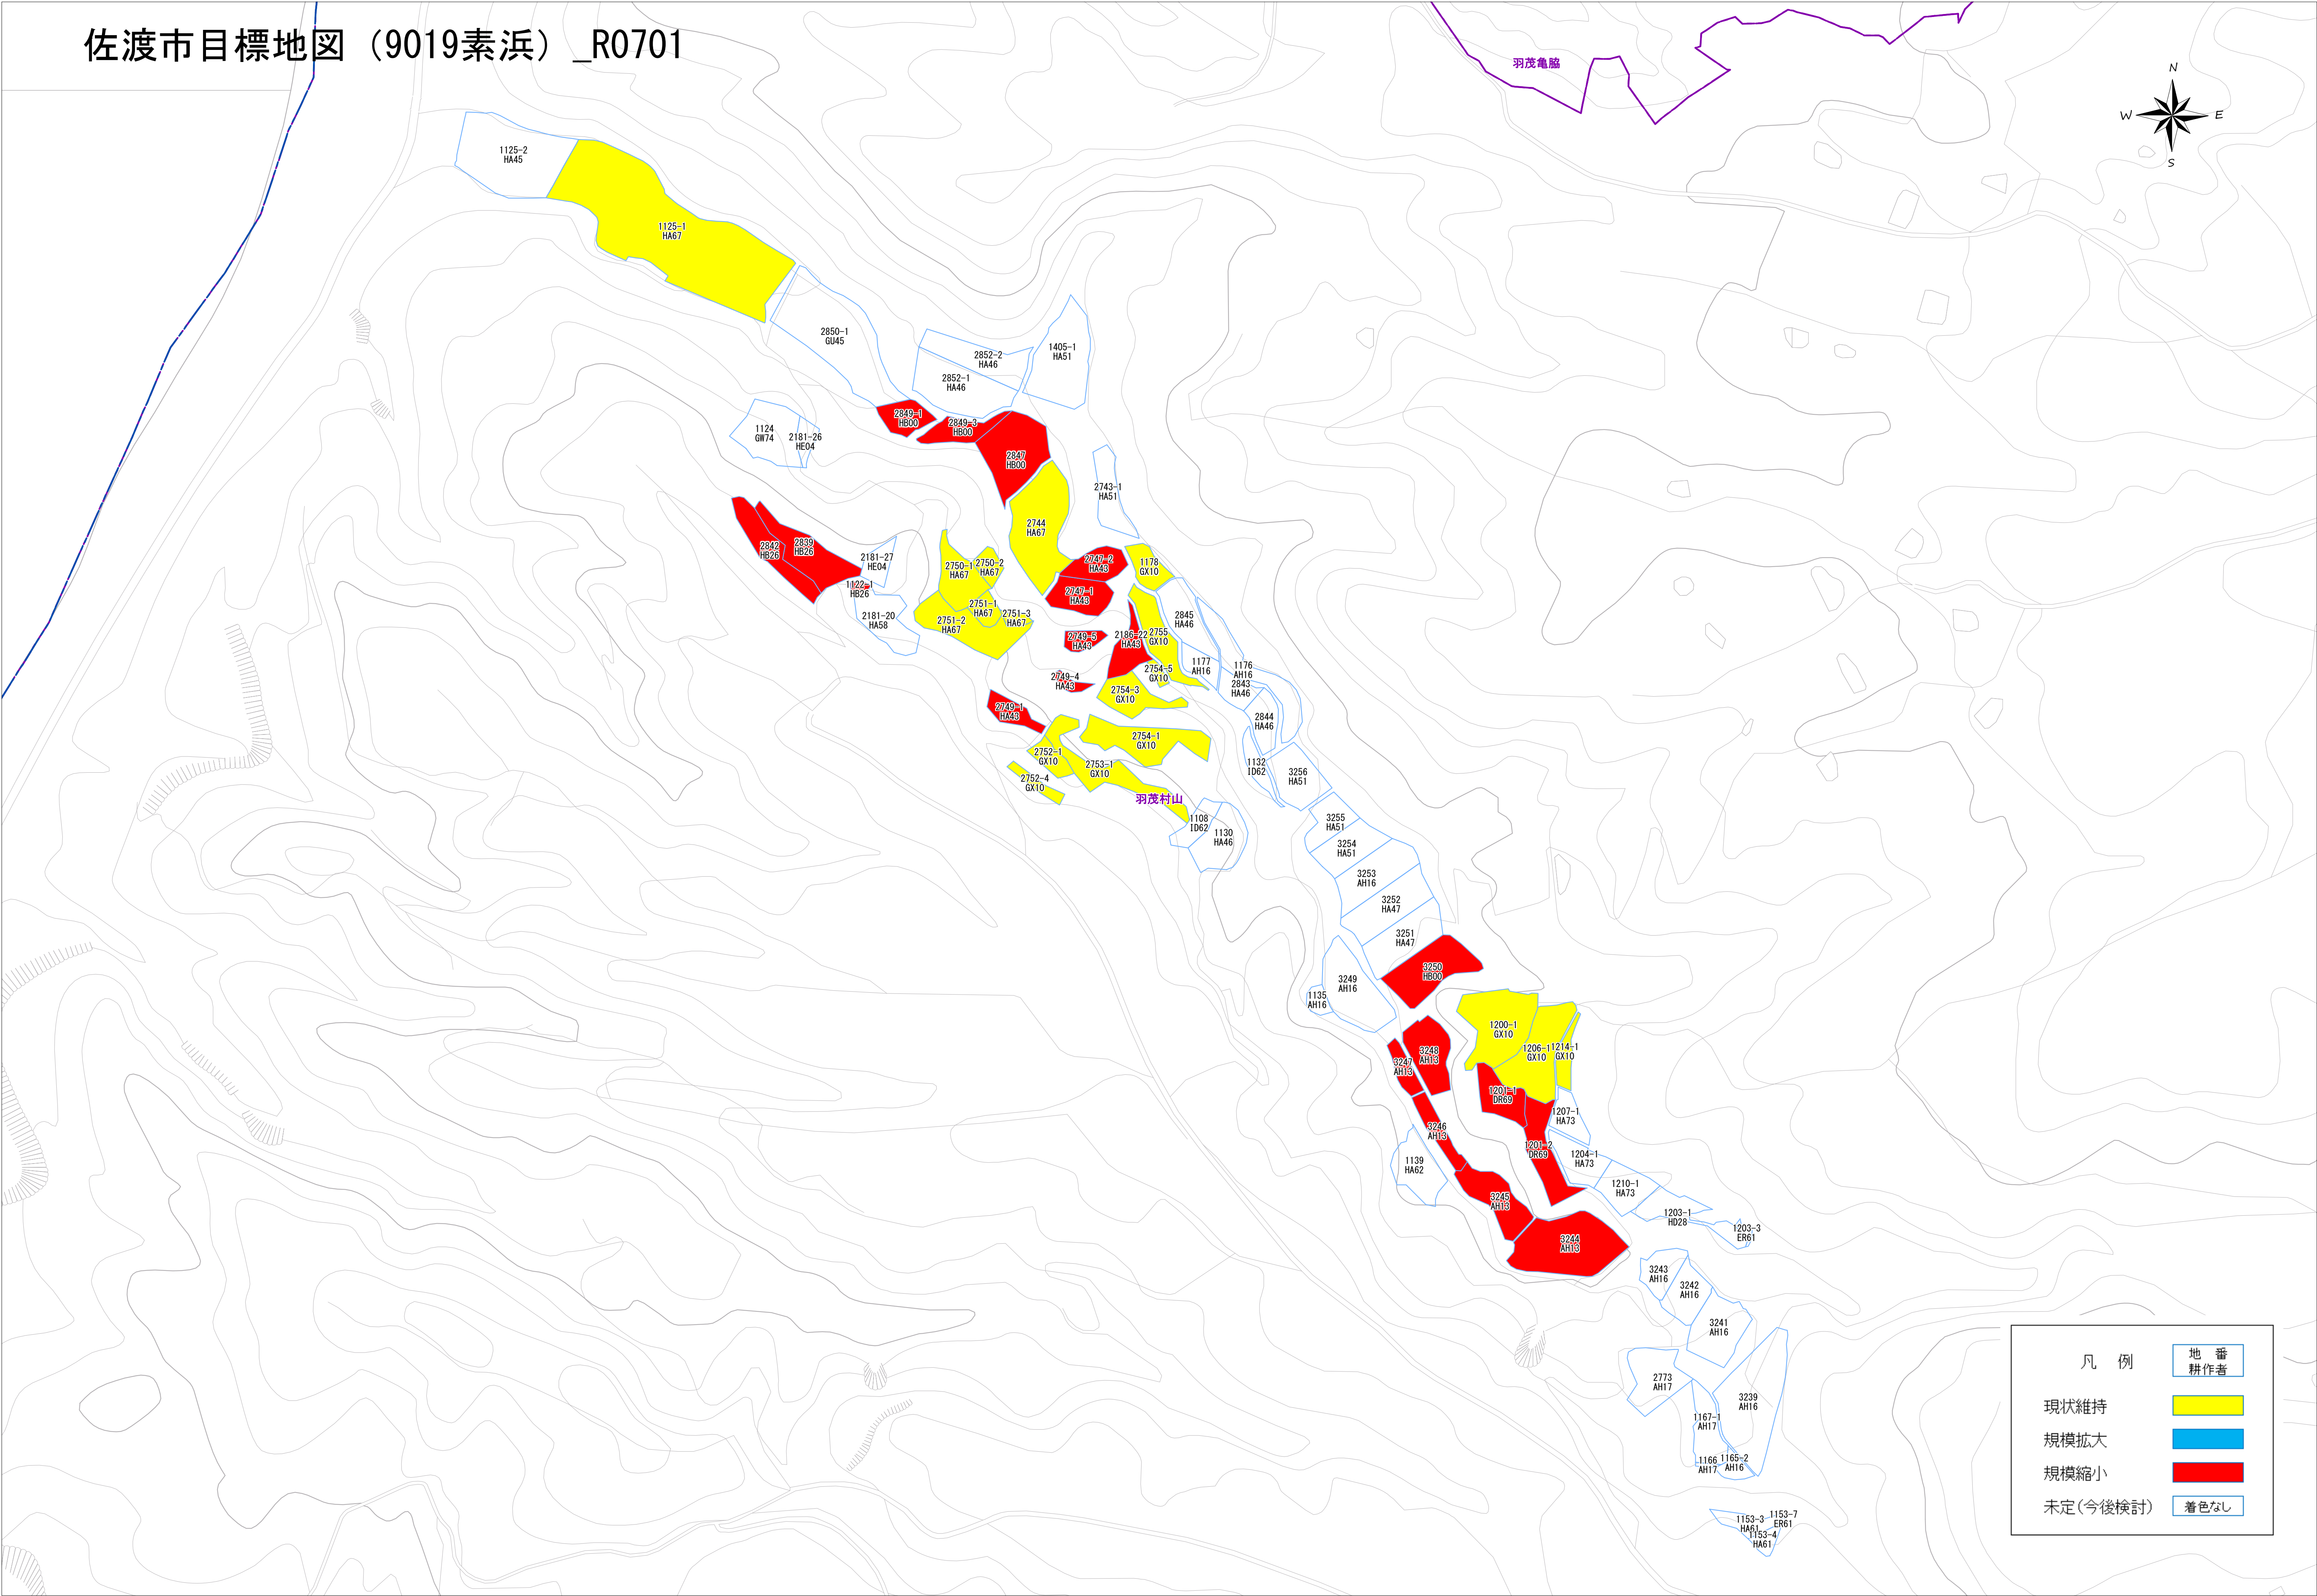 佐渡市目標地図（9019素浜）_R0701
羽茂亀脇
N
W
E
S
1125-2
HA45
1125-1
HA67
2850-1
GU45
2852-2
HA46
1405-1
HA51
2852-1
HA46
2849-1
HB00
2849-3
HB00
1124
GW74
2181-26
HE04
2847
HB00
2743-1
HA51
2744
HA67
2842
HB26
2839
HB26
2181-27
HE04
2750-1
HA67
2750-2
HA67
2747-2
HA43
1178
GX10
1122-1
HB26
2747-1
HA43
2751-1
HA67
2751-3
HA67
2181-20
HA58
2751-2
HA67
2845
HA46
2749-5
HA43
2186-22
HA43
2755
GX10
2754-5
GX10
1177
AH16
1176
AH16
2749-4
HA43
2754-3
GX10
2843
HA46
2749-1
HA43
2844
HA46
2754-1
GX10
2752-1
GX10
2753-1
GX10
1132
ID62
3256
HA51
2752-4
GX10
羽茂村山
1108
ID62
1130
HA46
3255
HA51
3254
HA51
3253
AH16
3252
HA47
3251
HA47
3250
HB00
3249
AH16
1135
AH16
1200-1
GX10
1206-1
GX10
1214-1
GX10
3248
AH13
3247
AH13
1201-1
DR69
1207-1
HA73
3246
AH13
1201-2
DR69
1204-1
HA73
1139
HA62
1210-1
HA73
3245
AH13
1203-1
HD28
1203-3
ER61
3244
AH13
3243
AH16
3242
AH16
3241
AH16
2773
AH17
3239
AH16
1167-1
AH17
1166
AH17
1165-2
AH16
1153-3
HA61
1153-7
ER61
1153-4
HA61
凡　例
地　番
耕作者
現状維持
規模拡大
規模縮小
未定(今後検討)
着色なし